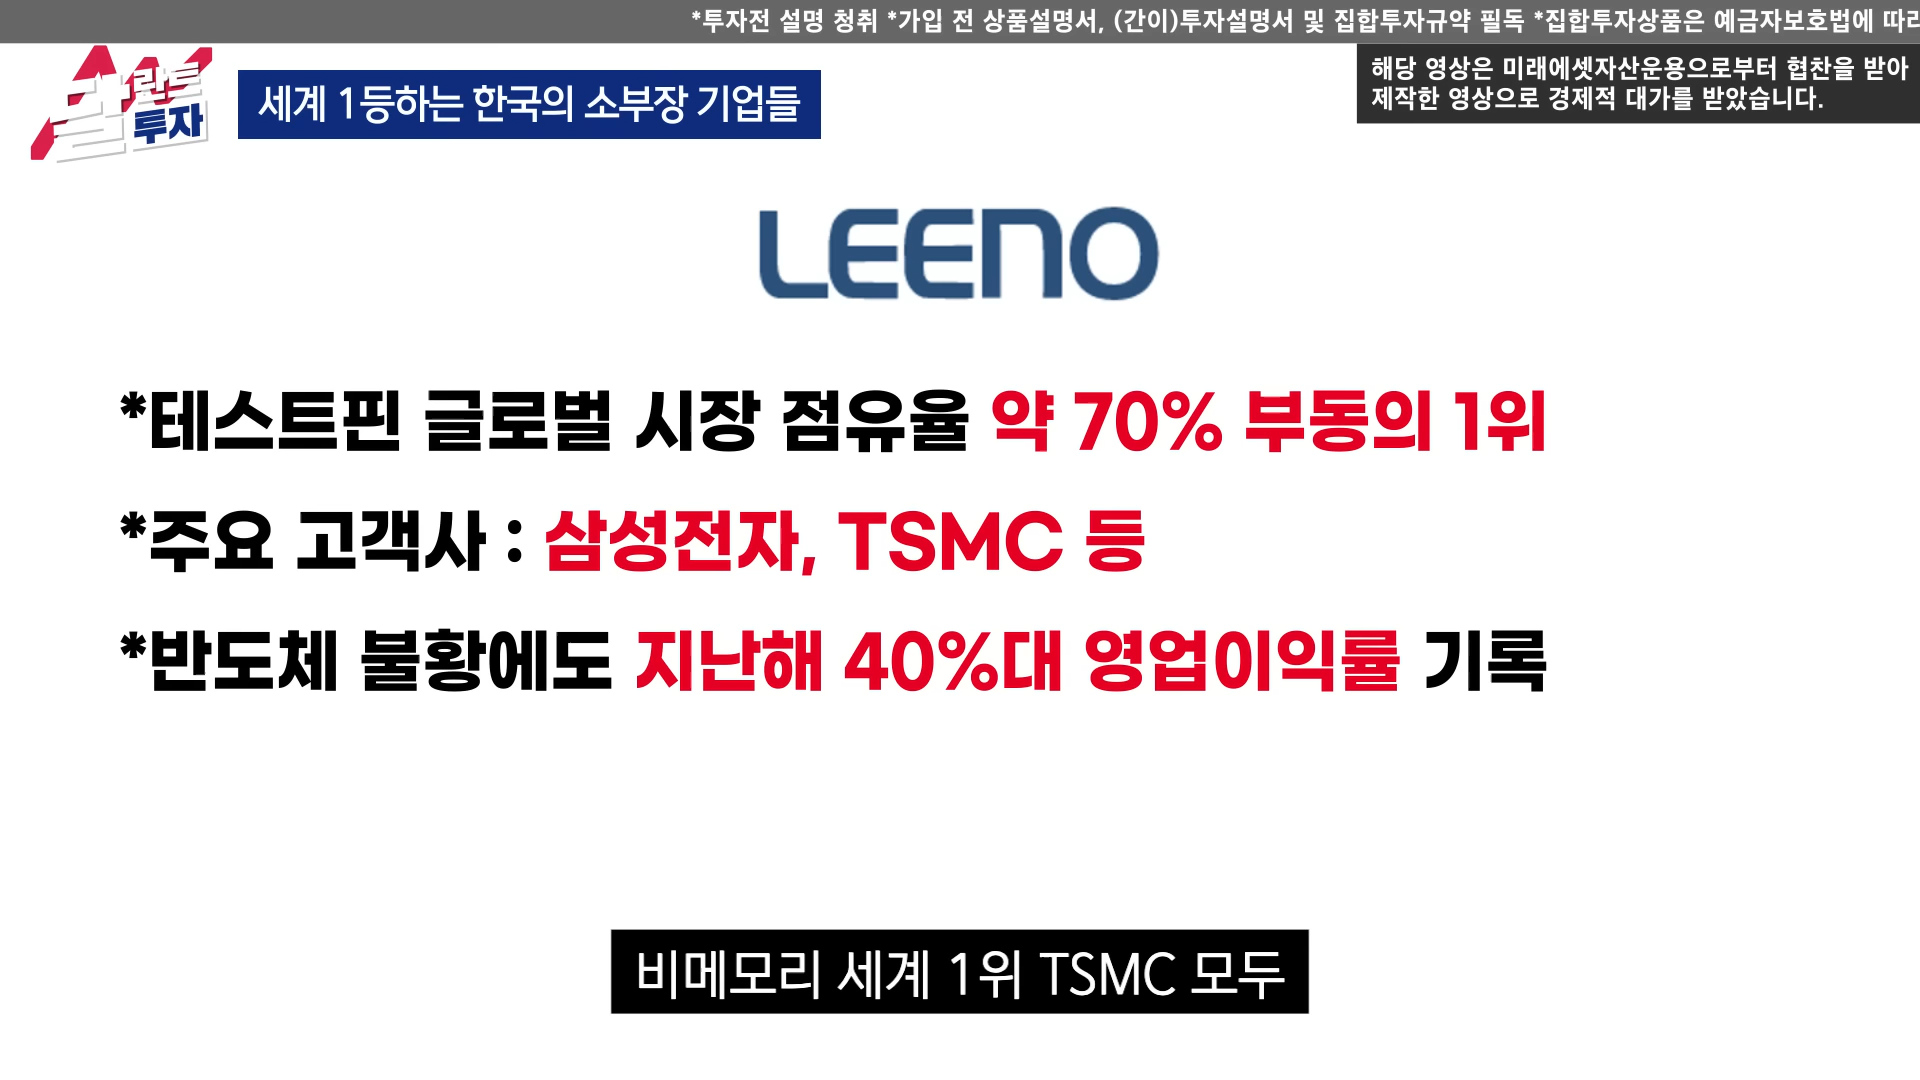 *투자전 설명 청취 *가입 전 상품설명서, (간이)투자설명서 및 집합투자규약 필독 *집합투자상품은 예금자보호법에 따라
달란트
투자
세계 1등하는 한국의 소부장 기업들
해당 영상은 미래에셋자산운용으로부터 협찬을 받아
제작한 영상으로 경제적 대가를 받았습니다.
LEENO
*테스트핀 글로벌 시장 점유율 약 70% 부동의 1위
*주요 고객사 : 삼성전자, TSMC 등
*반도체 불황에도 지난해 40%대 영업이익률 기록
비메모리 세계 1위 TSMC 모두